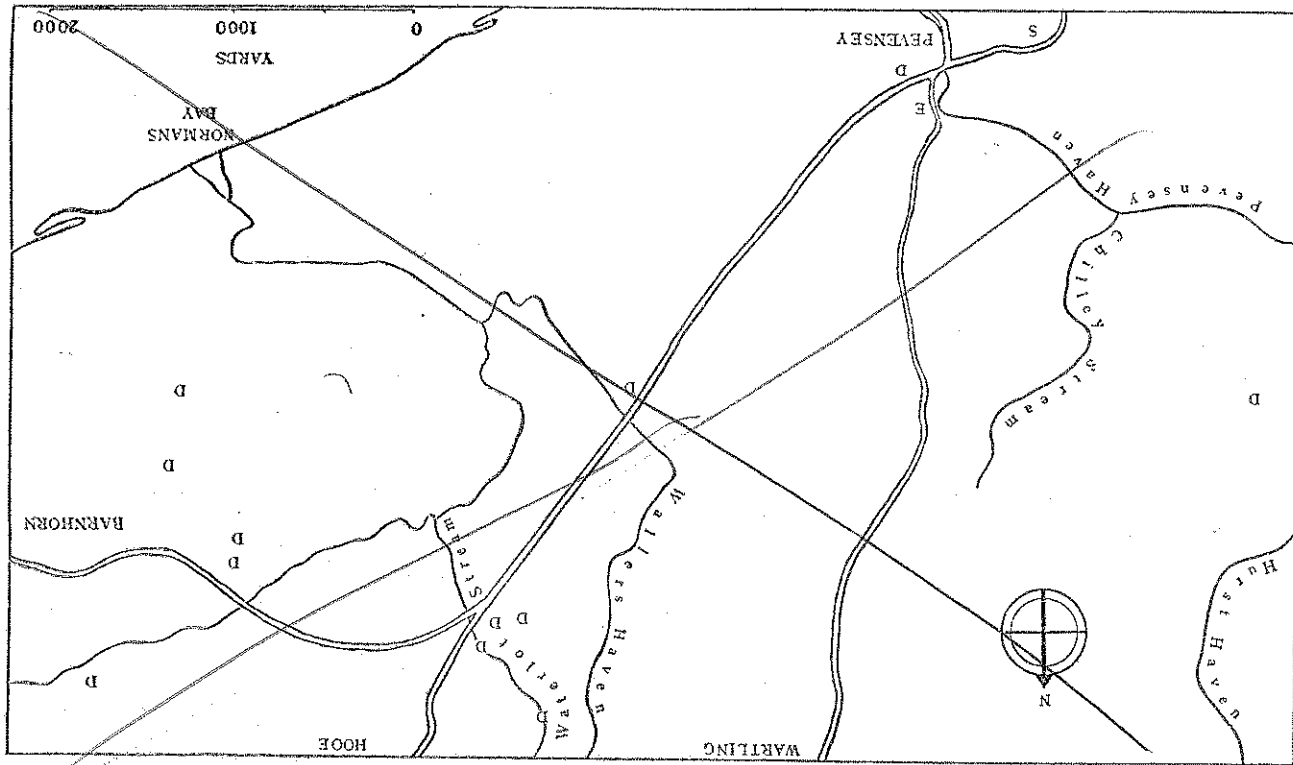 WARTLING
HOOE
N
D
D
Hurst Haven
Wallers Haven
Waterlot Stream
D
D
D
D
D
BARNHORN
D
D
D
D
Chilley Stream
Pevensey Haven
NORMANS
BAY
E
D
PEVENSEY
S
YARDS
0 1000 2000